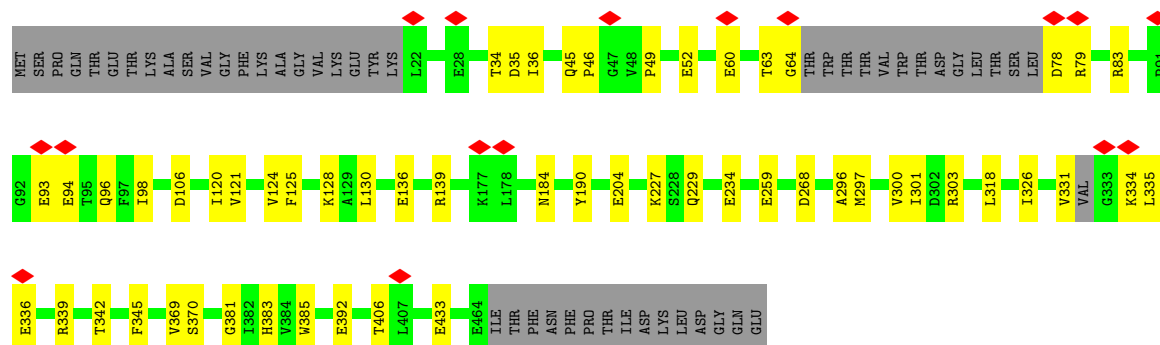 MET SER PRO GLN THR GLU THR LYS ALA SER VAL GLY PHE LYS ALA GLY VAL LYS GLU TYR LYS L22 E28 T34 D35 I36 Q45 P46 G47 V48 P49 E52 E60 T63 G64 THR TRP THR THR VAL TRP THR ASP GLY LEU THR SER LEU D78 R79 R83
G92 E93 E94 T95 Q96 F97 I98 D106 I120 V121 V124 F125 K128 A129 L130 E136 R139 K177 L178 N184 Y190 E204 K227 S228 Q229 E234 E259 D268 A296 M297 V300 I301 D302 R303 L318 I326 V331 VAL G333 K334 L335
E336 R339 T342 F345 V369 S370 G381 I382 H383 V384 W385 E392 T406 L407 E433 E464 ILE THR PHE ASN PHE PRO THR ILE ASP LYS LEU ASP GLY GLN GLU